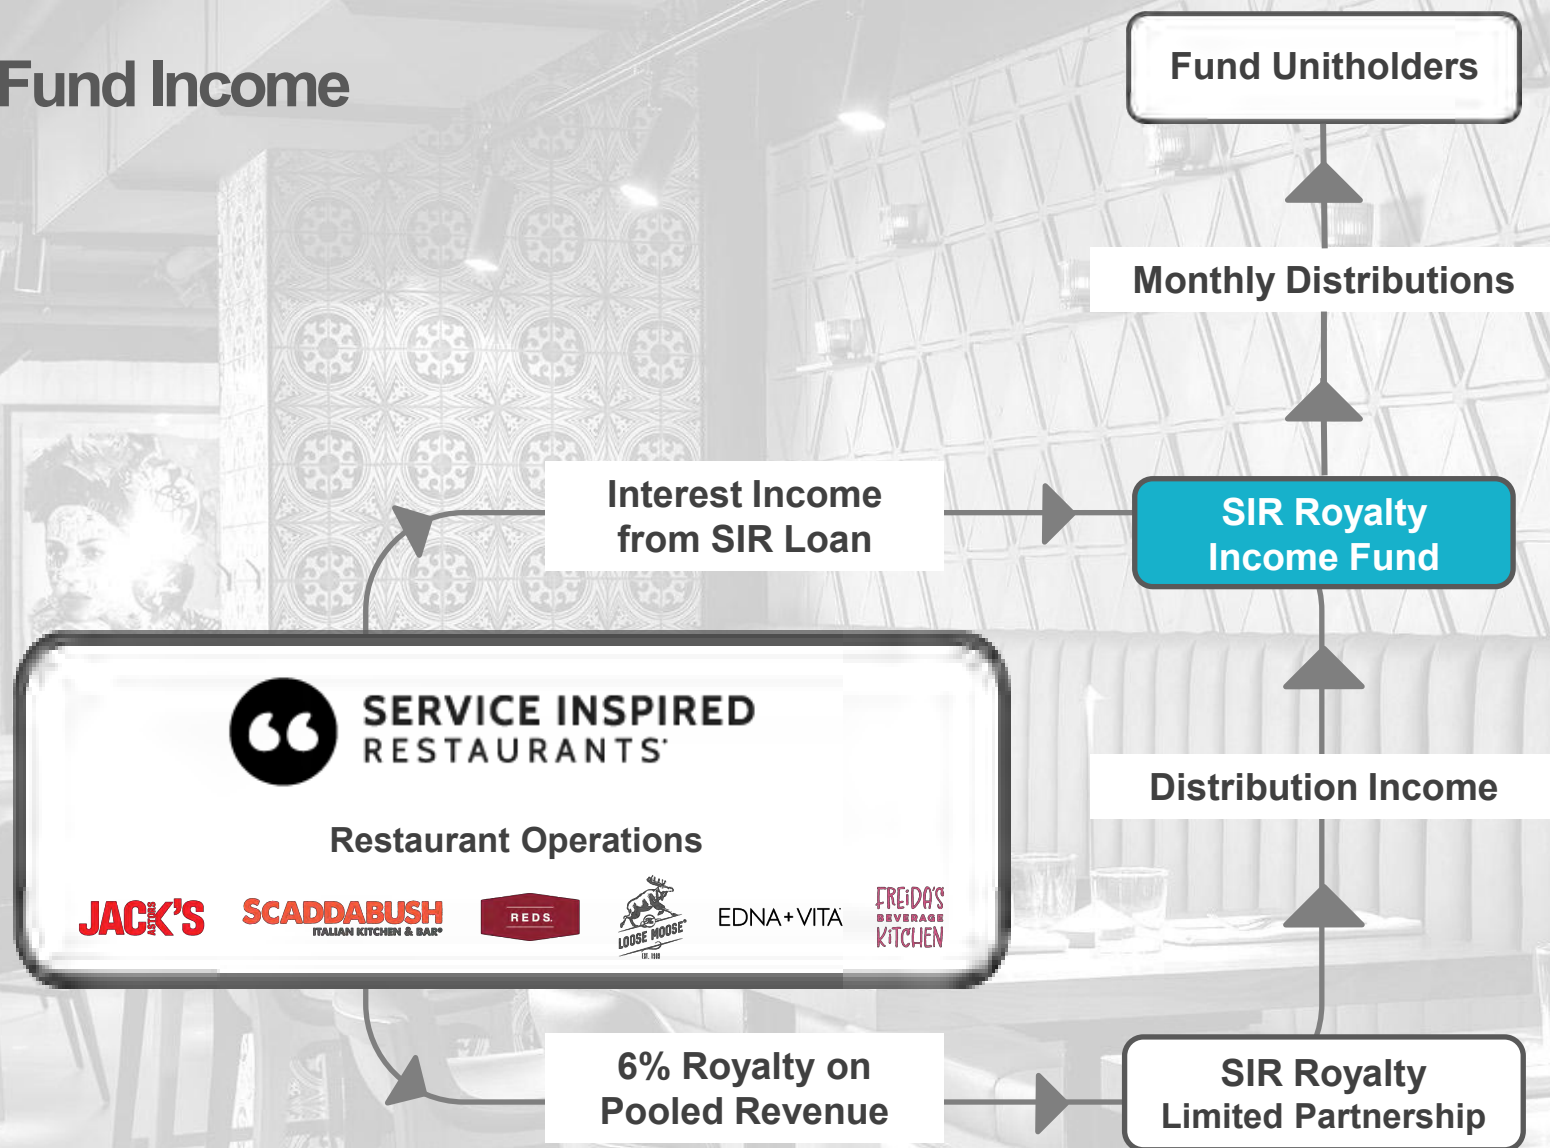 Fund Income
Fund Unitholders
Monthly Distributions
Interest Income
from SIR Loan
SIR Royalty
Income Fund
SERVICE INSPIRED
RESTAURANTS
Distribution Income
Restaurant Operations
JACK'S
ASTORS
SCADDABUSH
ITALIAN KITCHEN & BAR®
REDS.
LOOSE MOOSE
EDNA+VITA
FREiDA'S
BEVERAGE
KiTCHEN
6% Royalty on
Pooled Revenue
SIR Royalty
Limited Partnership